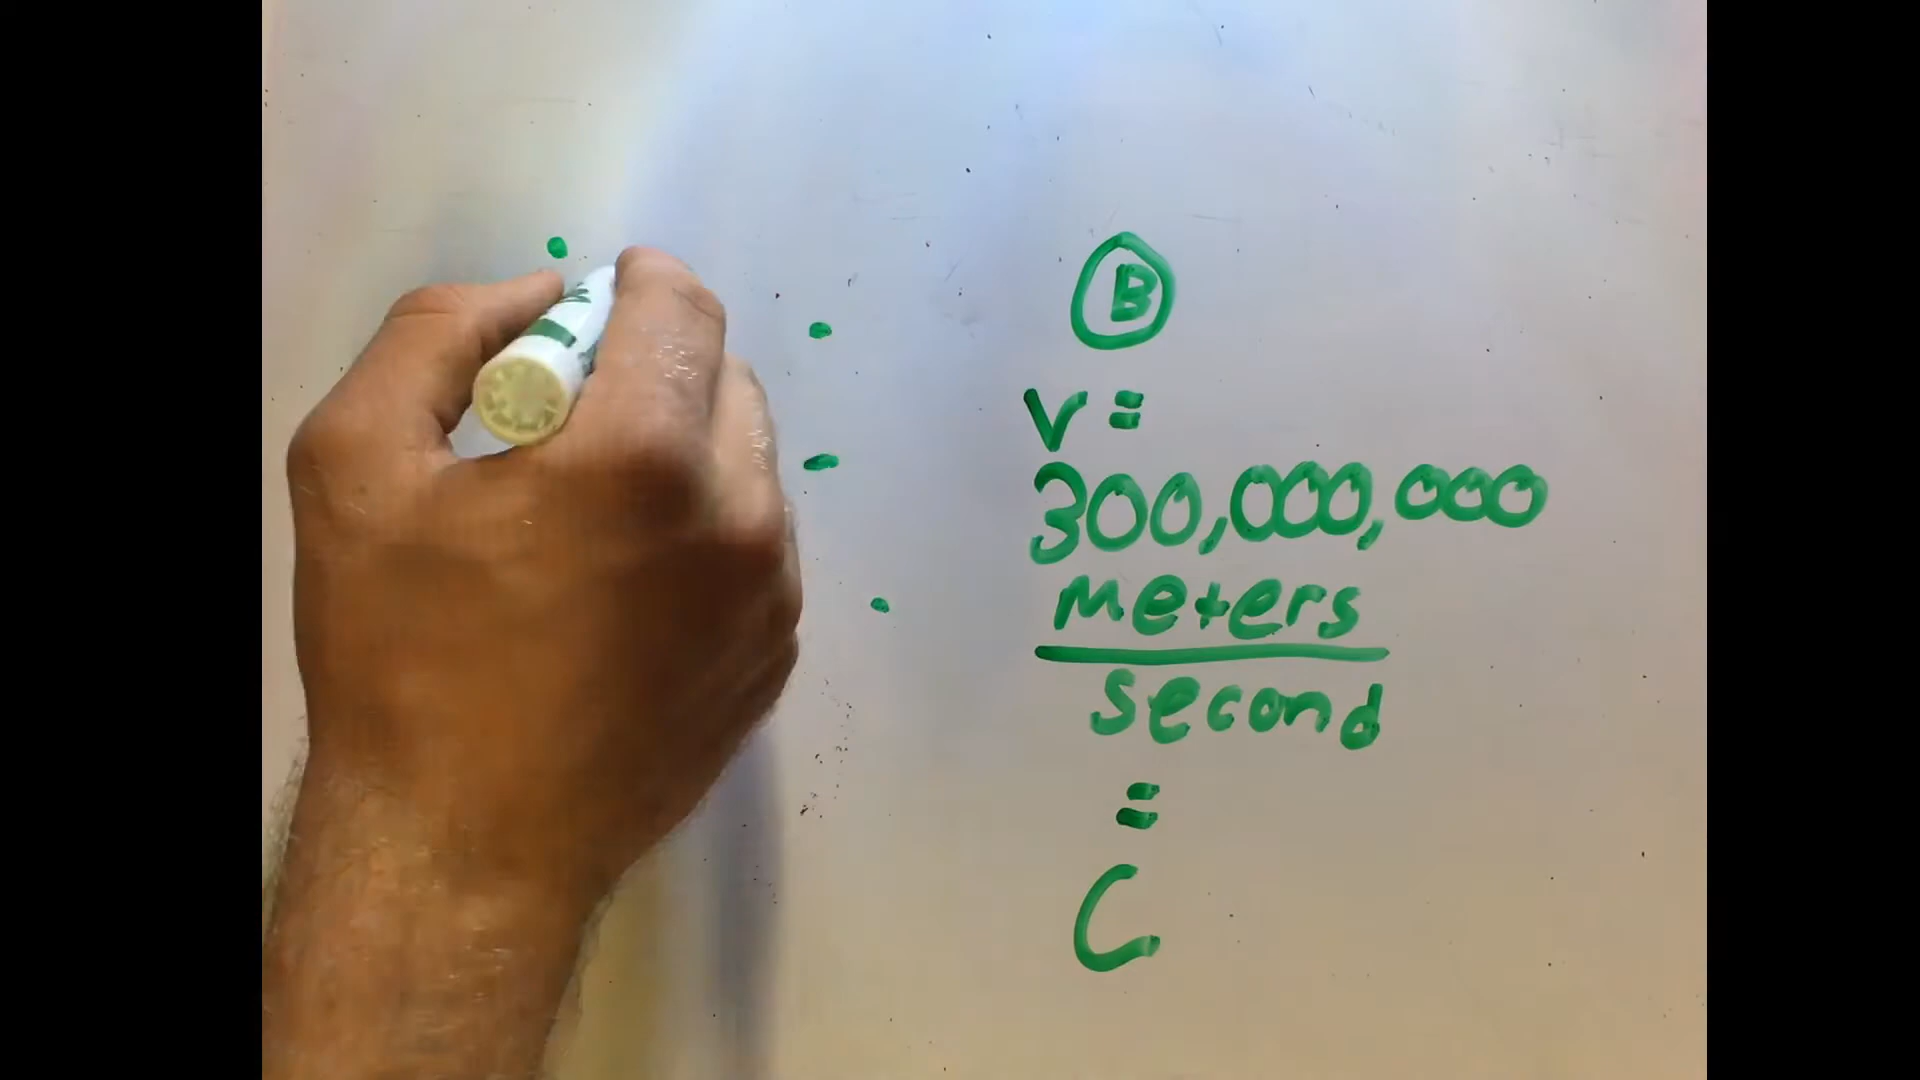 B
v =
300,000,000
meters
second
=
C